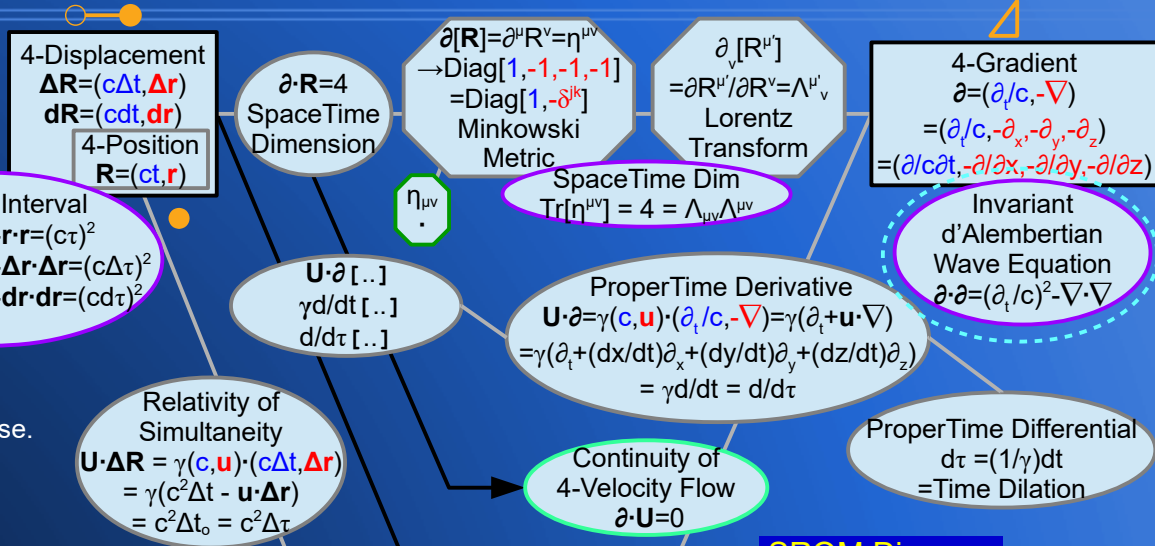 4-Displacement
ΔR=(cΔt,Δr)
dR=(cdt,dr)
4-Position
R=(ct,r)
∂·R=4
SpaceTime
Dimension
∂[R]=∂^μR^ν=η^μν
→Diag[1,-1,-1,-1]
=Diag[1,-δ^jk]
Minkowski
Metric
∂_ν[R^μ']
=∂R^μ'/∂R^ν=Λ^μ'_ν
Lorentz
Transform
4-Gradient
∂=(∂_t/c,-∇)
=(∂_t/c,-∂_x,-∂_y,-∂_z)
=(∂/c∂t,-∂/∂x,-∂/∂y,-∂/∂z)
Interval
r·r=(cτ)²
Δr·Δr=(cΔτ)²
dr·dr=(cdτ)²
η_μν
SpaceTime Dim
Tr[η^μν] = 4 = Λ_μνΛ^μν
Invariant
d'Alembertian
Wave Equation
∂·∂=(∂_t/c)²-∇·∇
U·∂[..]
γd/dt[..]
d/dτ[..]
ProperTime Derivative
U·∂=γ(c,u)·(∂_t/c,-∇)=γ(∂_t+u·∇)
=γ(∂_t+(dx/dt)∂_x+(dy/dt)∂_y+(dz/dt)∂_z)
= γd/dt = d/dτ
Relativity of
Simultaneity
U·ΔR = γ(c,u)·(cΔt,Δr)
= γ(c²Δt - u·Δr)
= c²Δt_o = c²Δτ
se.
Continuity of
4-Velocity Flow
∂·U=0
ProperTime Differential
dτ =(1/γ)dt
=Time Dilation